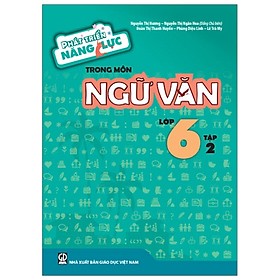 Nguyễn Thị Hương – Nguyễn Thị Ngân Hoa (Đồng Chủ biên)
Đoàn Thị Thanh Huyền – Phùng Diệu Linh – Lê Trà My
PHÁT TRIỂN
NĂNG LỰC
TRONG MÔN
NGỮ VĂN
LỚP 6 TẬP 2
NHÀ XUẤT BẢN GIÁO DỤC VIỆT NAM